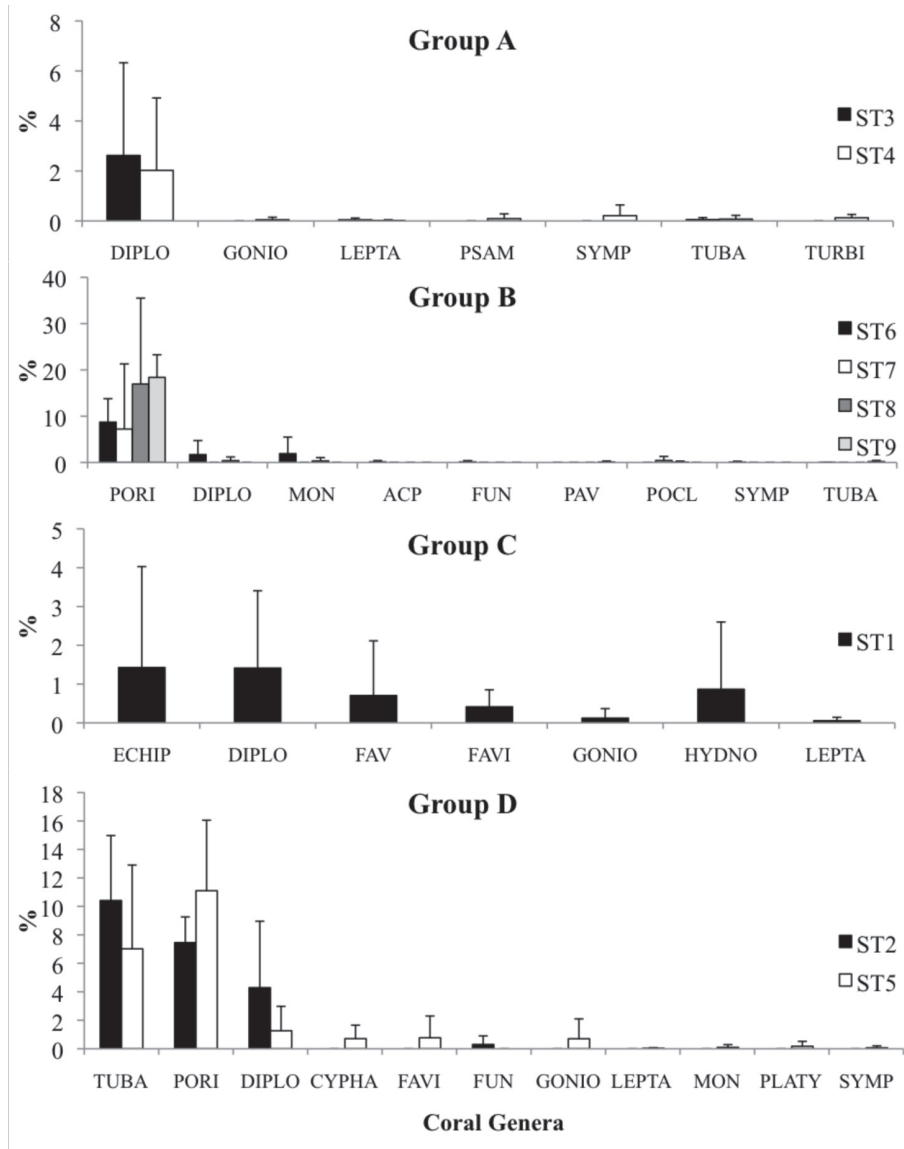 Group A
8
6
4
2
0
%
ST3
ST4
DIPLO GONIO LEPTA PSAM SYMP TUBA TURBI
Group B
40
30
20
10
0
%
ST6
ST7
ST8
ST9
PORI DIPLO MON ACP FUN PAV POCL SYMP TUBA
Group C
5
4
3
2
1
0
%
ST1
ECHIP DIPLO FAV FAVI GONIO HYDNO LEPTA
Group D
18
16
14
12
10
8
6
4
2
0
%
ST2
ST5
TUBA PORI DIPLO CYPHA FAVI FUN GONIO LEPTA MON PLATY SYMP
Coral Genera